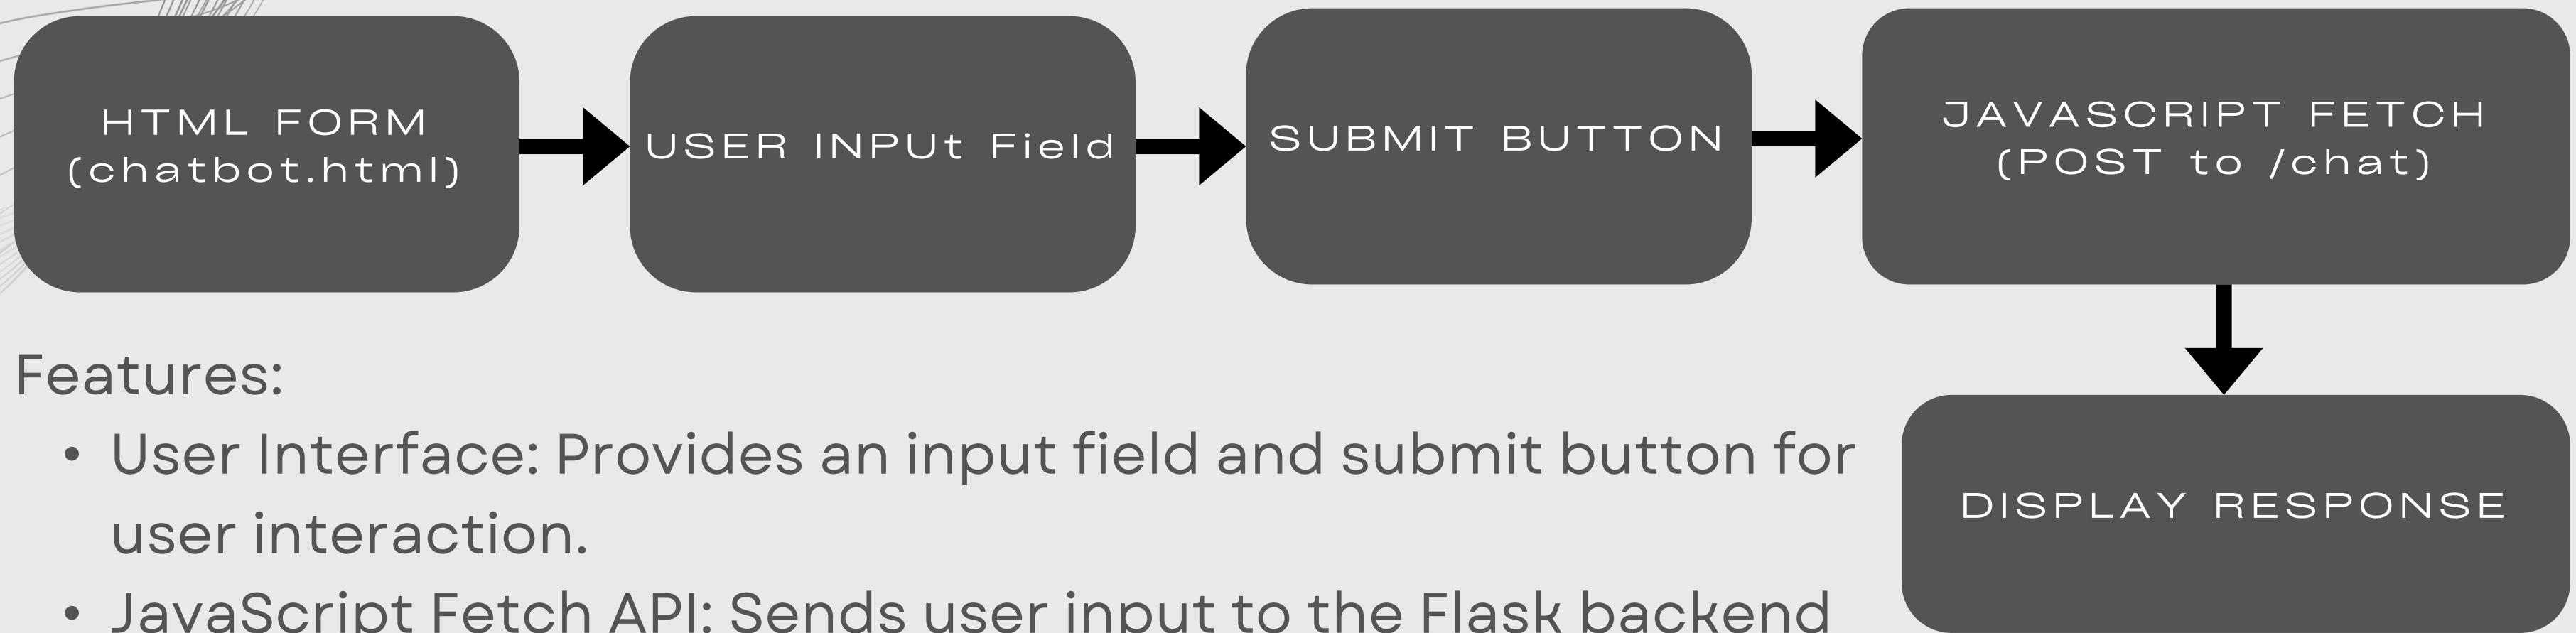 HTML FORM
(chatbot.html)
USER INPUt Field
SUBMIT BUTTON
JAVASCRIPT FETCH
(POST to /chat)
DISPLAY RESPONSE
Features:
• User Interface: Provides an input field and submit button for
user interaction.
• JavaScript Fetch API: Sends user input to the Flask backend